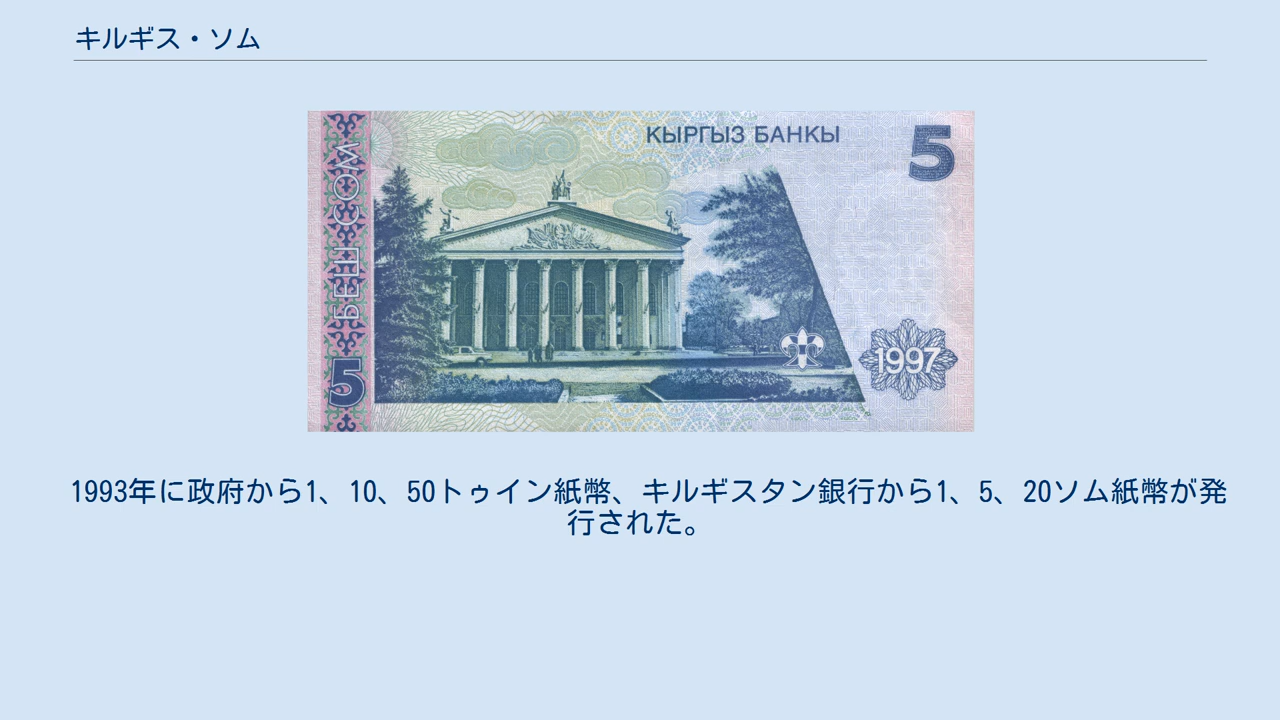 キルギス・ソム
КЫРГЫЗ БАНКЫ
5
БЕШ СОМ
1997
5
1993年に政府から1、10、50トゥイン紙幣、キルギスタン銀行から1、5、20ソム紙幣が発
行された。